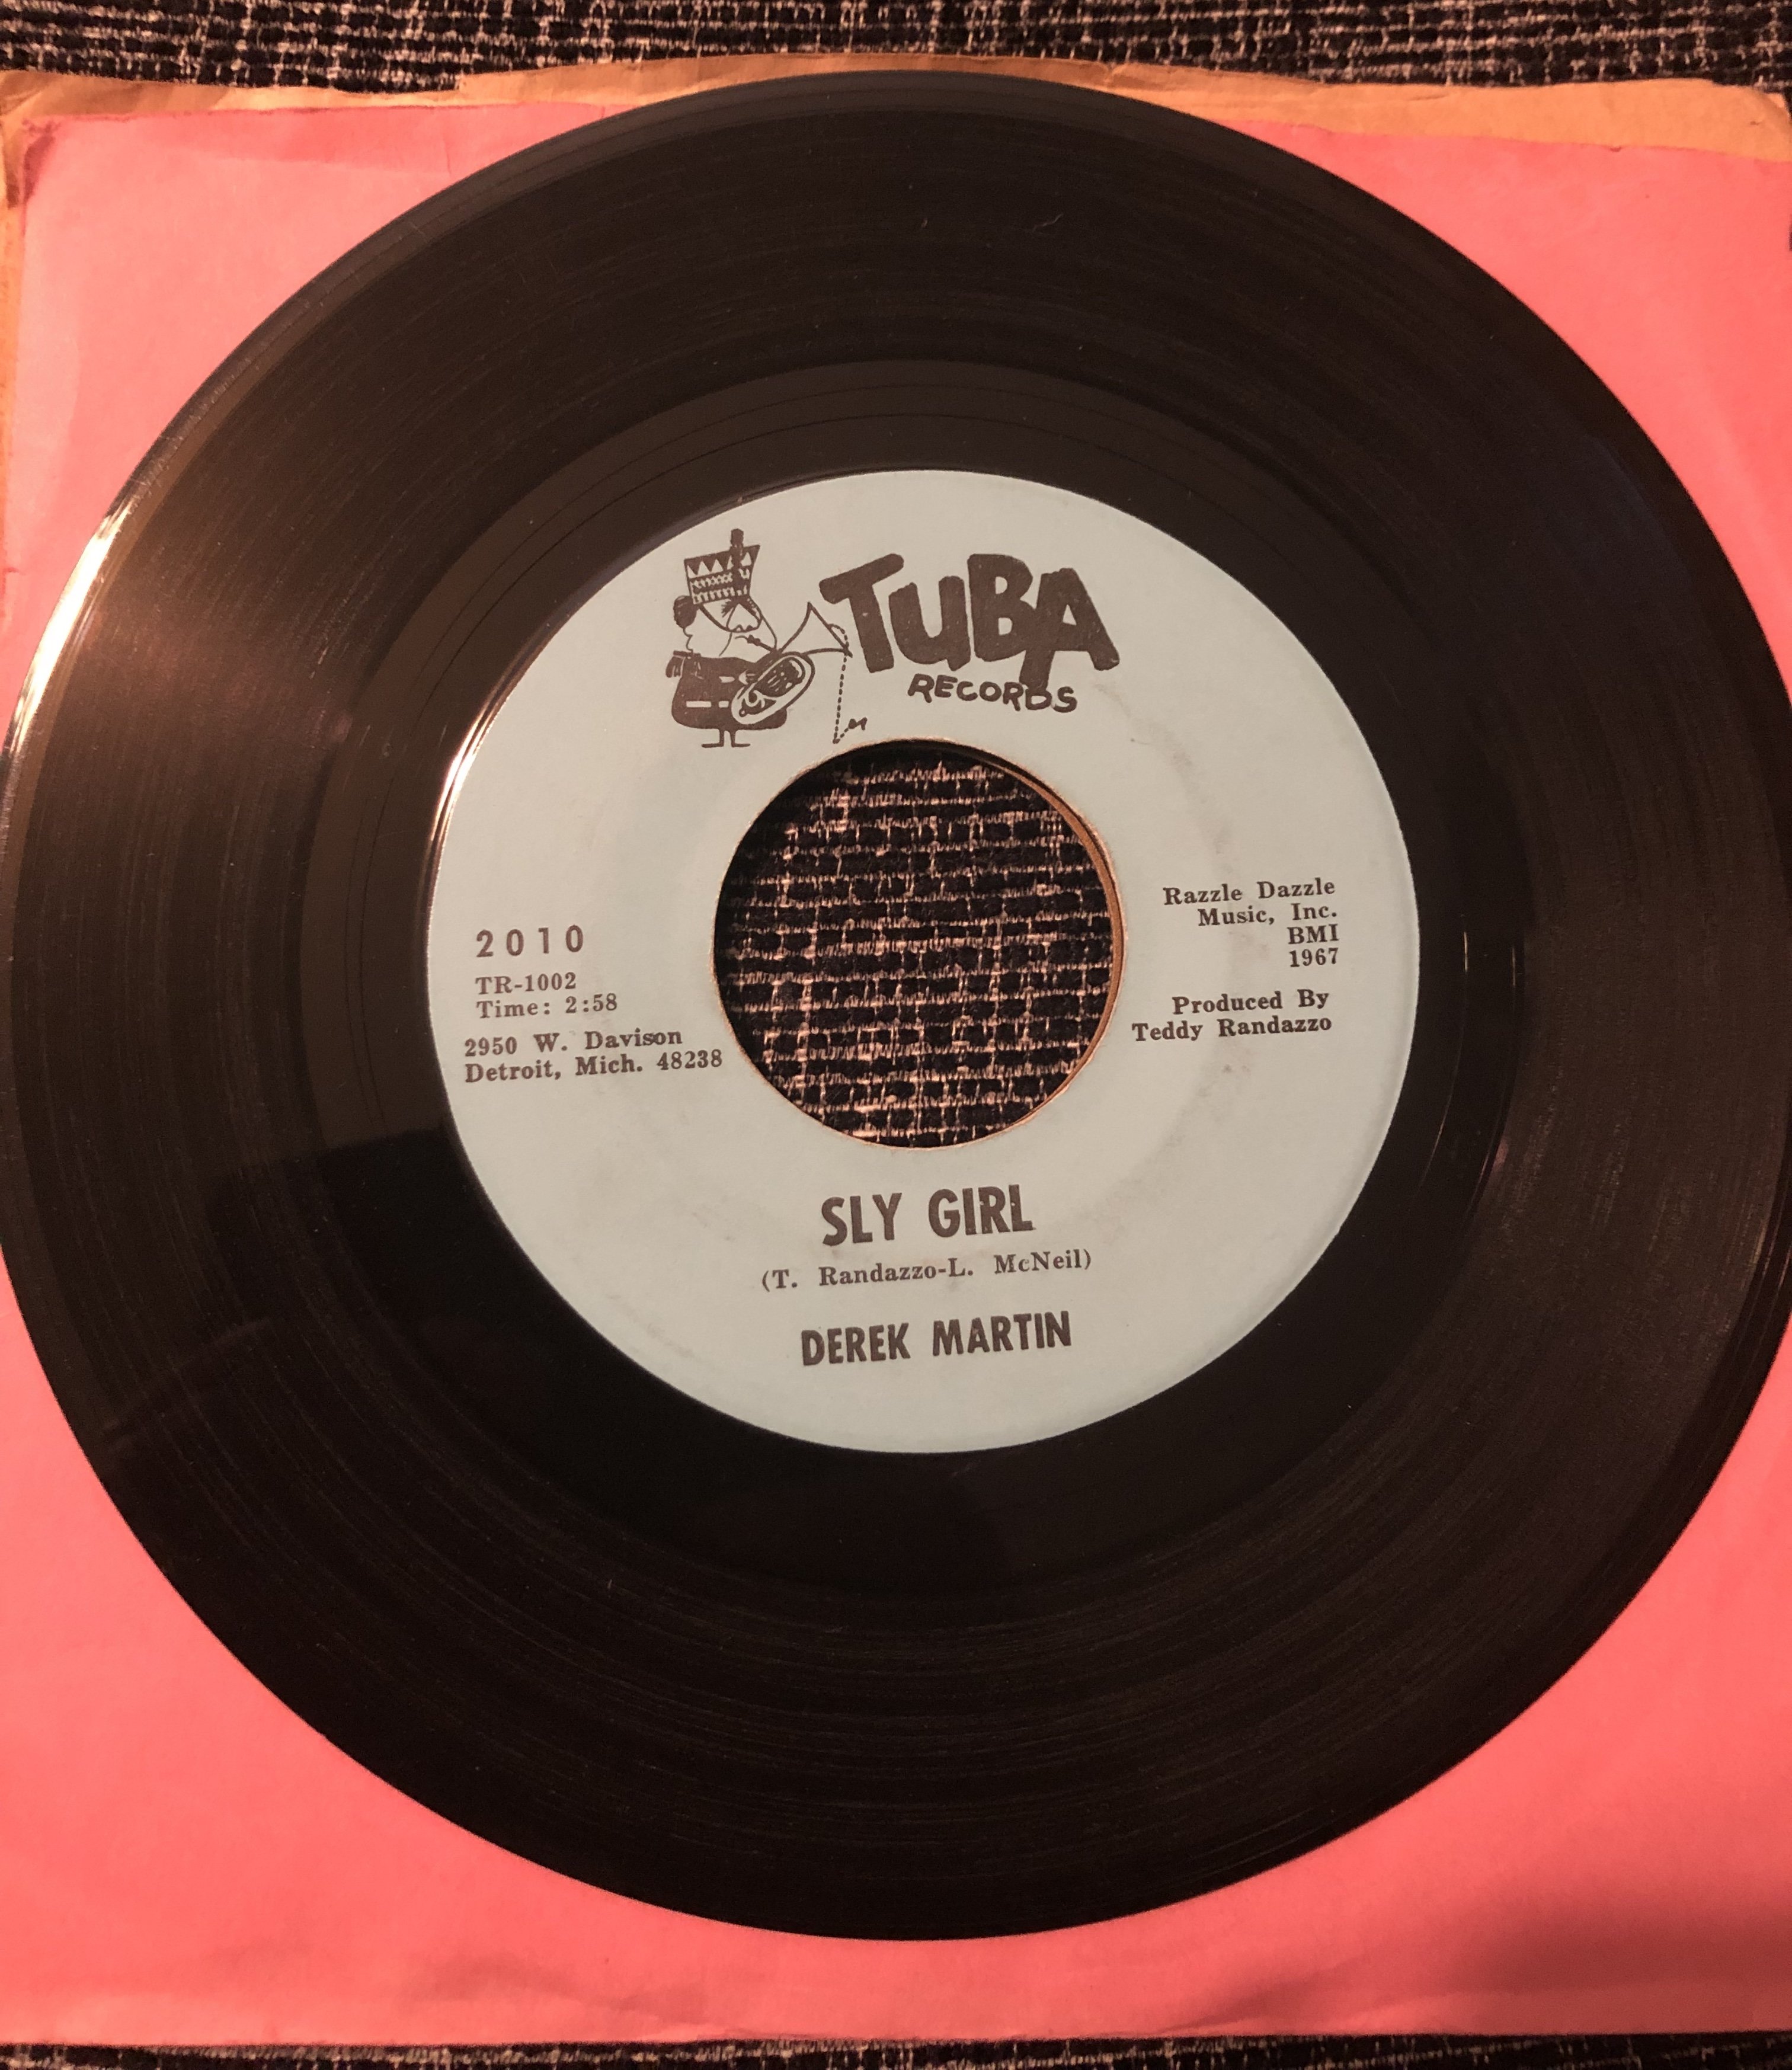 TUBA
RECORDS
2010
TR-1002
Time: 2:58
2950 W. Davison
Detroit, Mich. 48238
Razzle Dazzle
Music, Inc.
BMI
1967
Produced By
Teddy Randazzo
SLY GIRL
(T. Randazzo-L. McNeil)
DEREK MARTIN